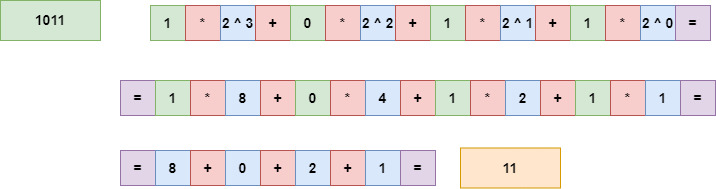 1011 1 * 2 ^ 3 + 0 * 2 ^ 2 + 1 * 2 ^ 1 + 1 * 2 ^ 0 =
= 1 * 8 + 0 * 4 + 1 * 2 + 1 * 1 =
= 8 + 0 + 2 + 1 = 11